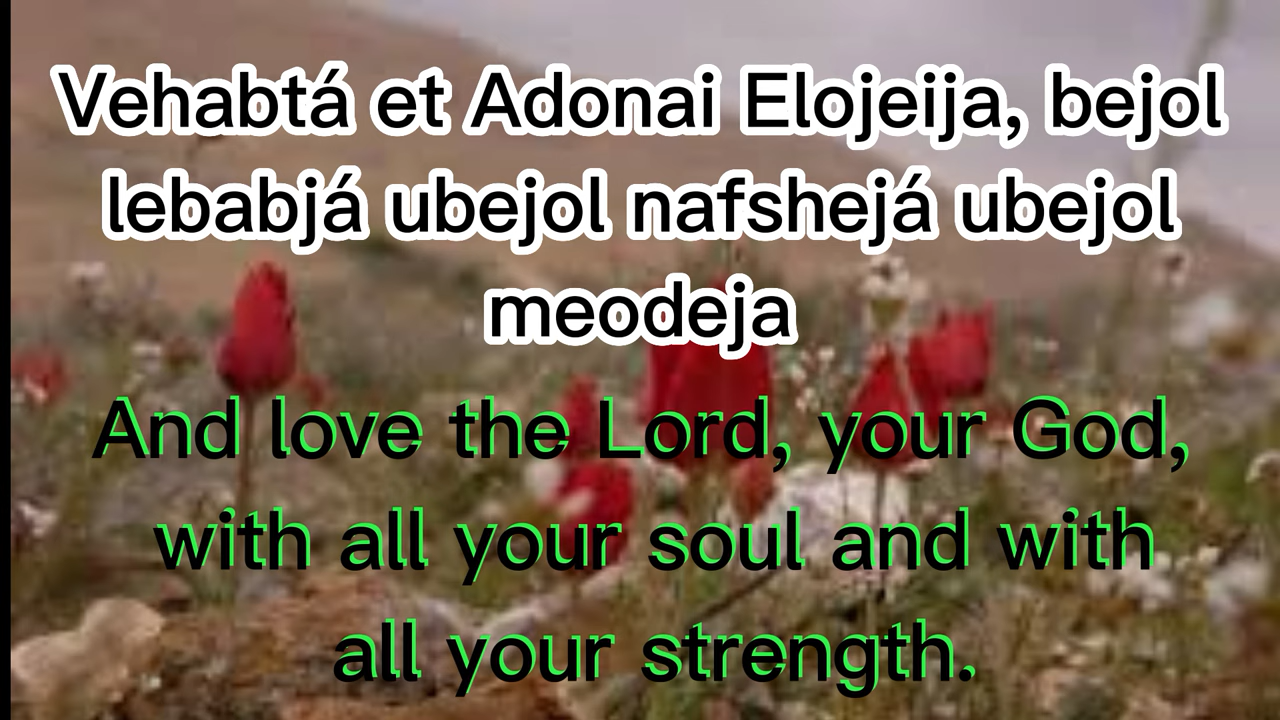 Vehabtá et Adonai Elojeija, bejol
lebabjá ubejol nafshejá ubejol
meodeja
And love the Lord, your God,
with all your soul and with
all your strength.